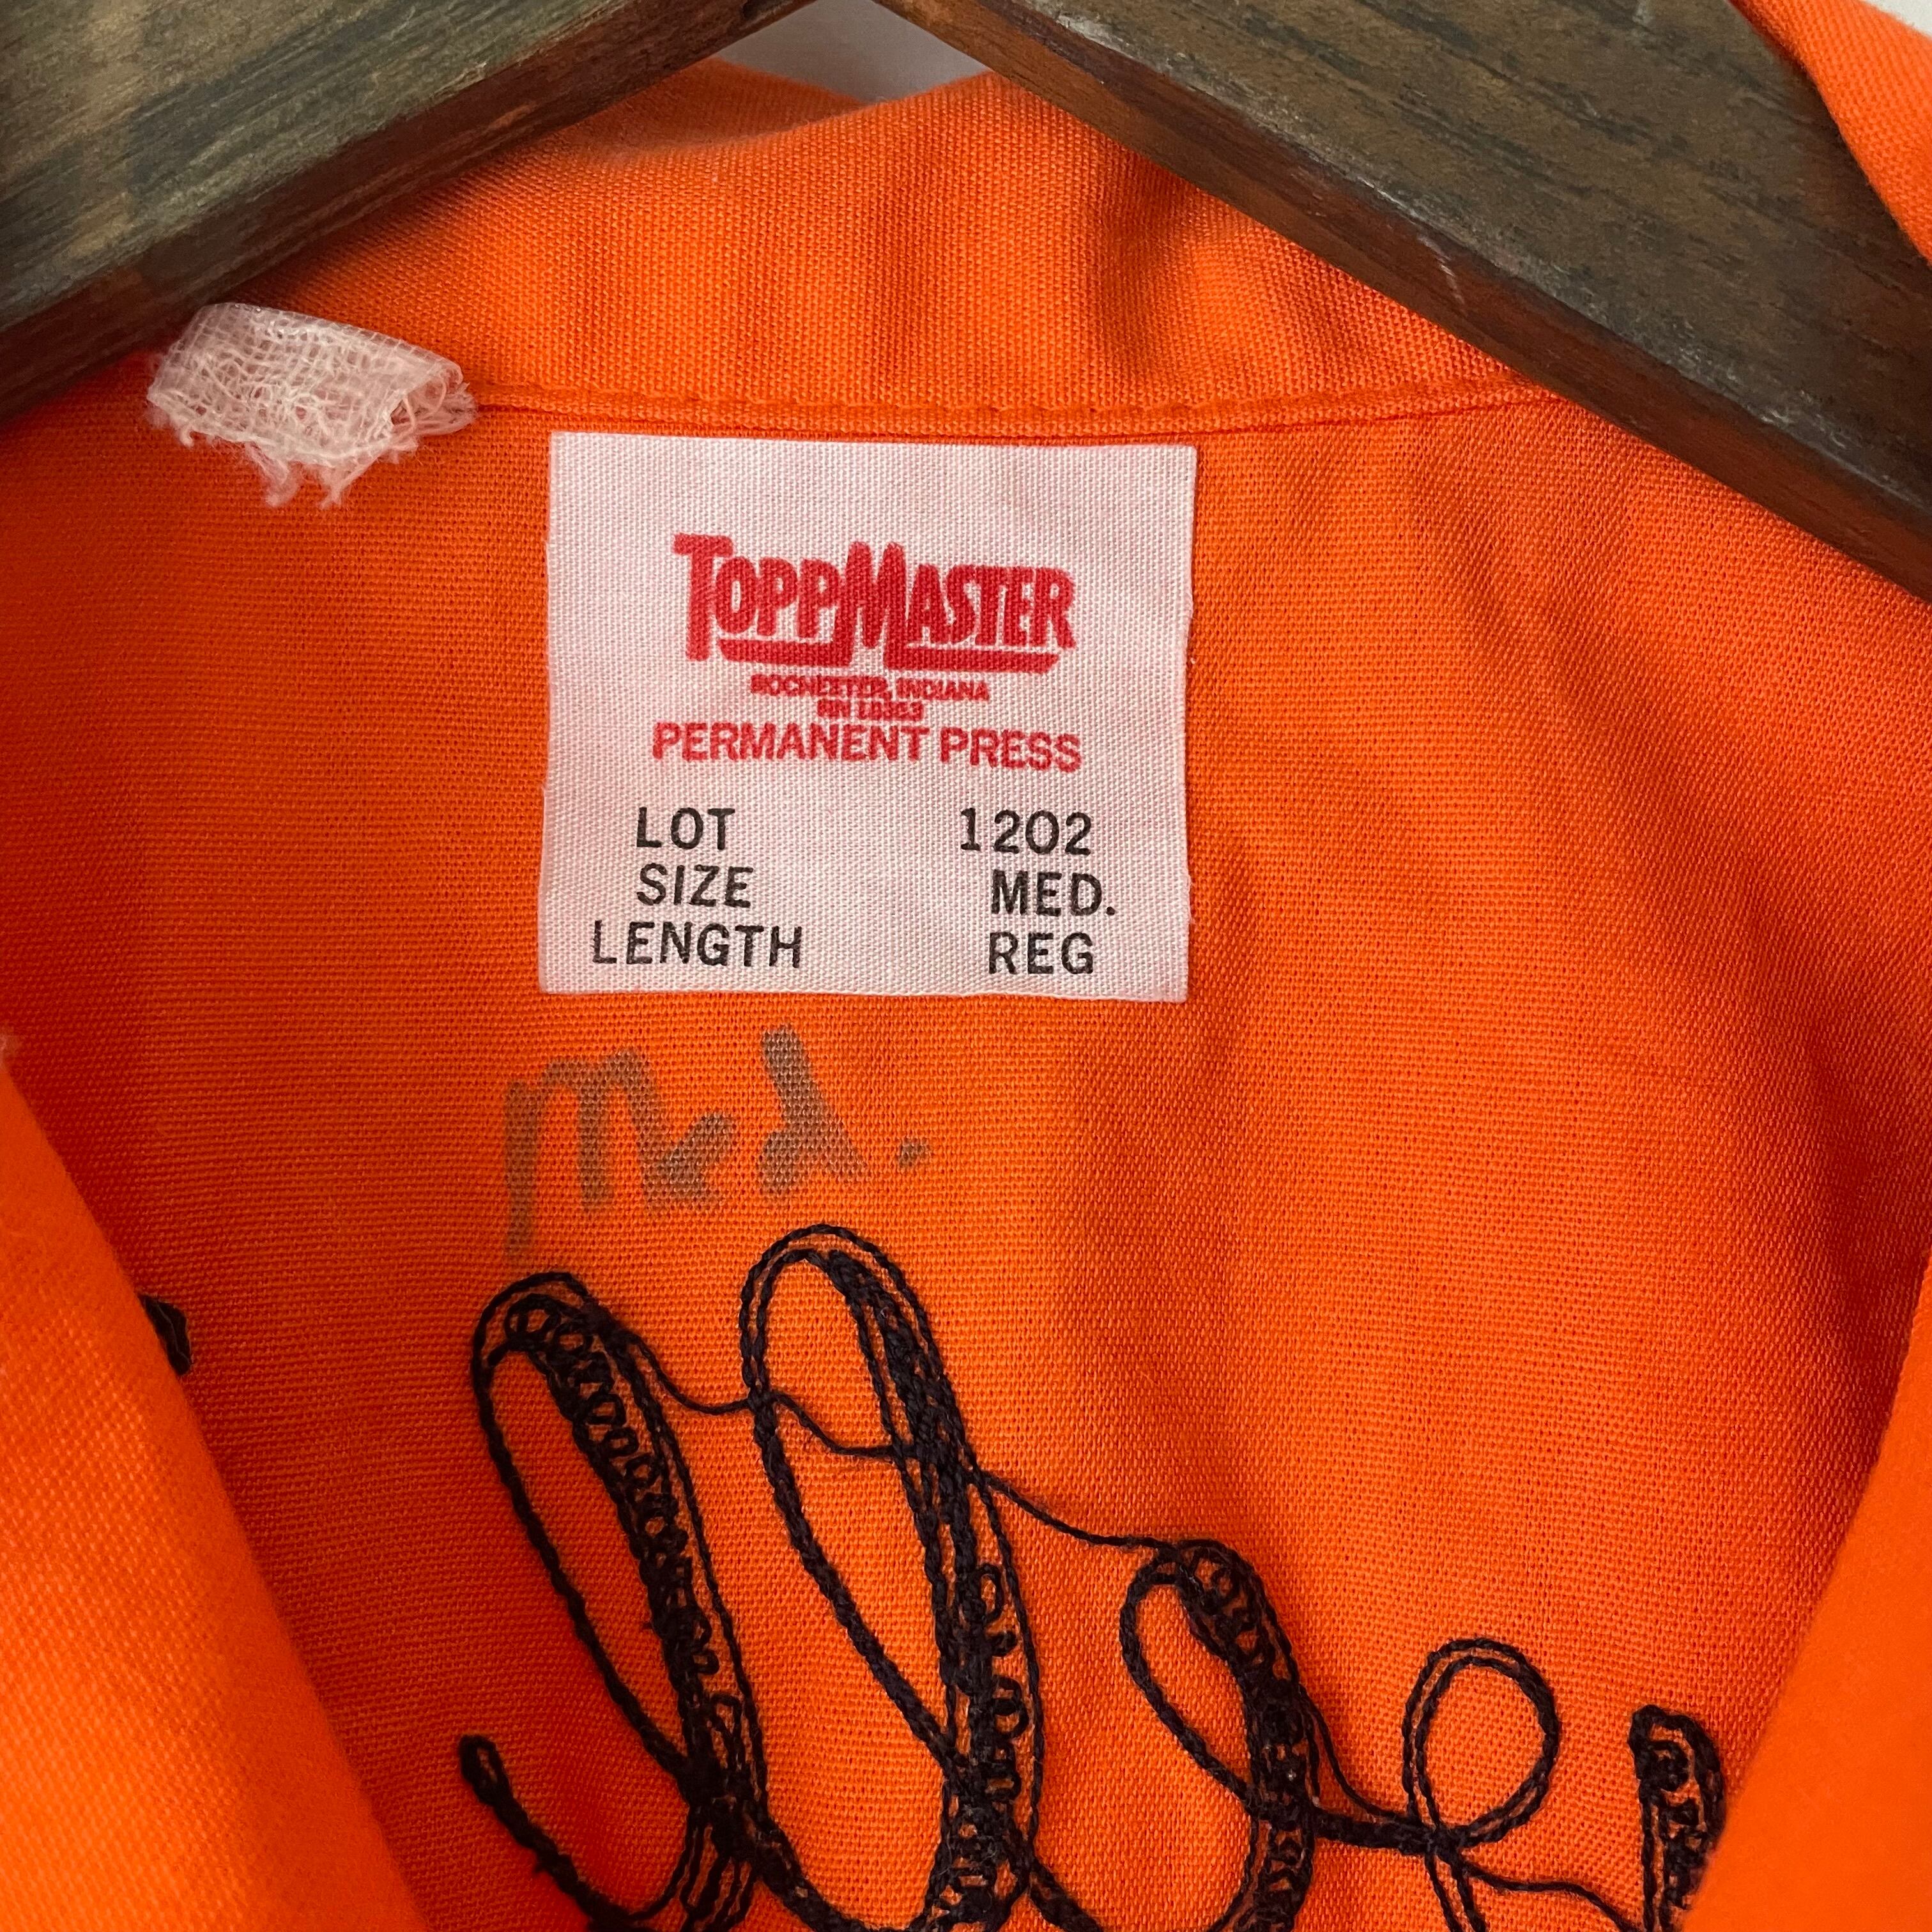 TOPPMASTER
ROCHESTER, INDIANA
PERMANENT PRESS
LOT 1202
SIZE MED.
LENGTH REG
Med.